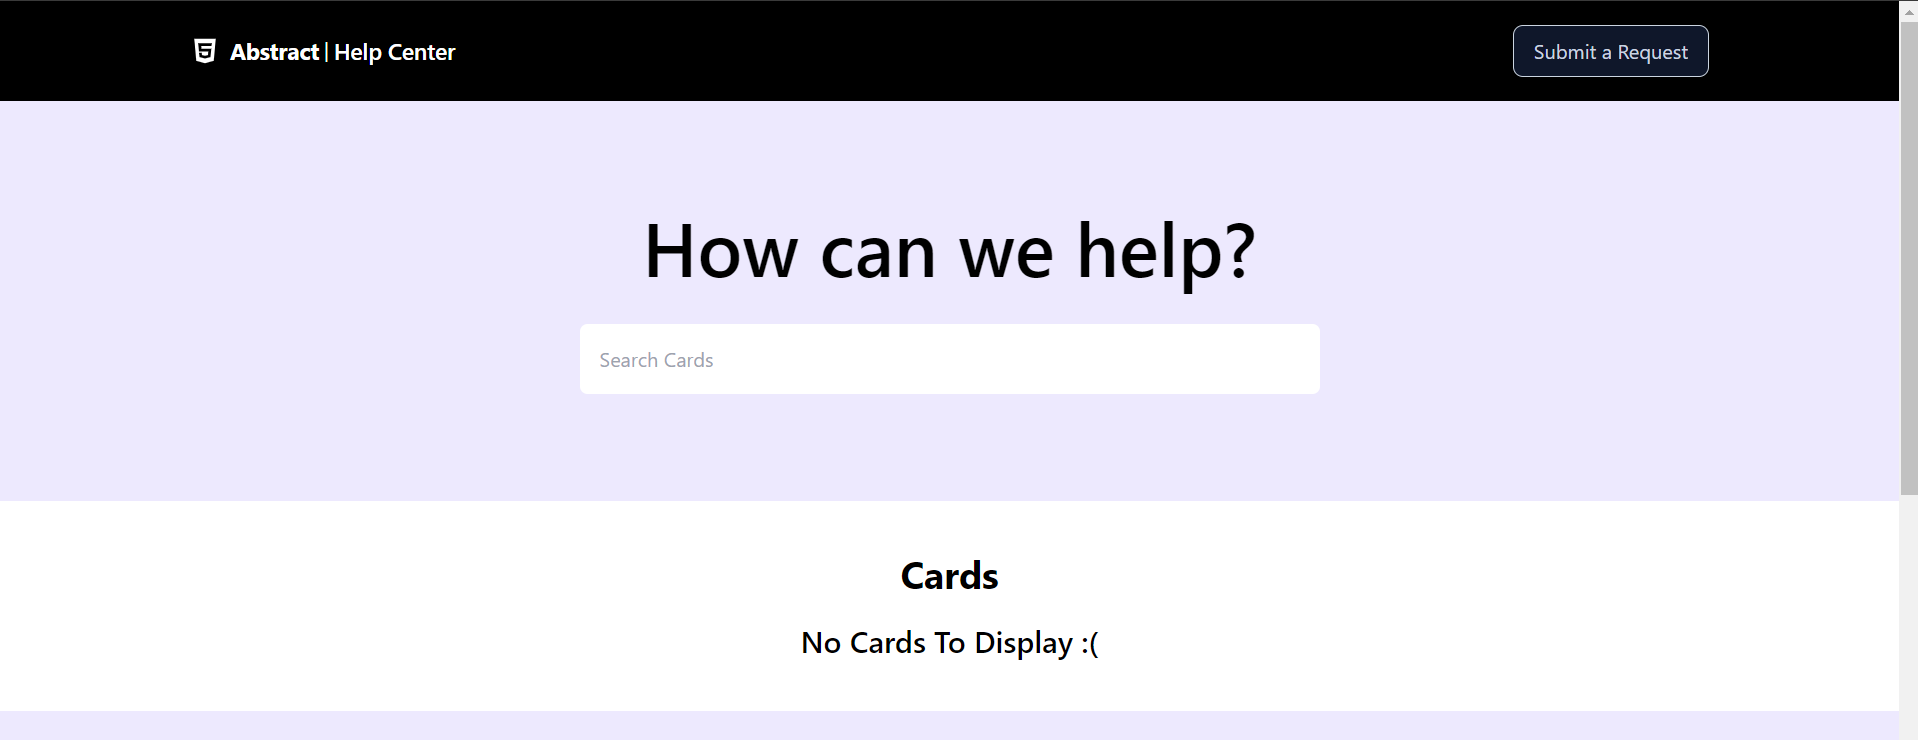 Abstract | Help Center
Submit a Request
How can we help?
Search Cards
Cards
No Cards To Display :(